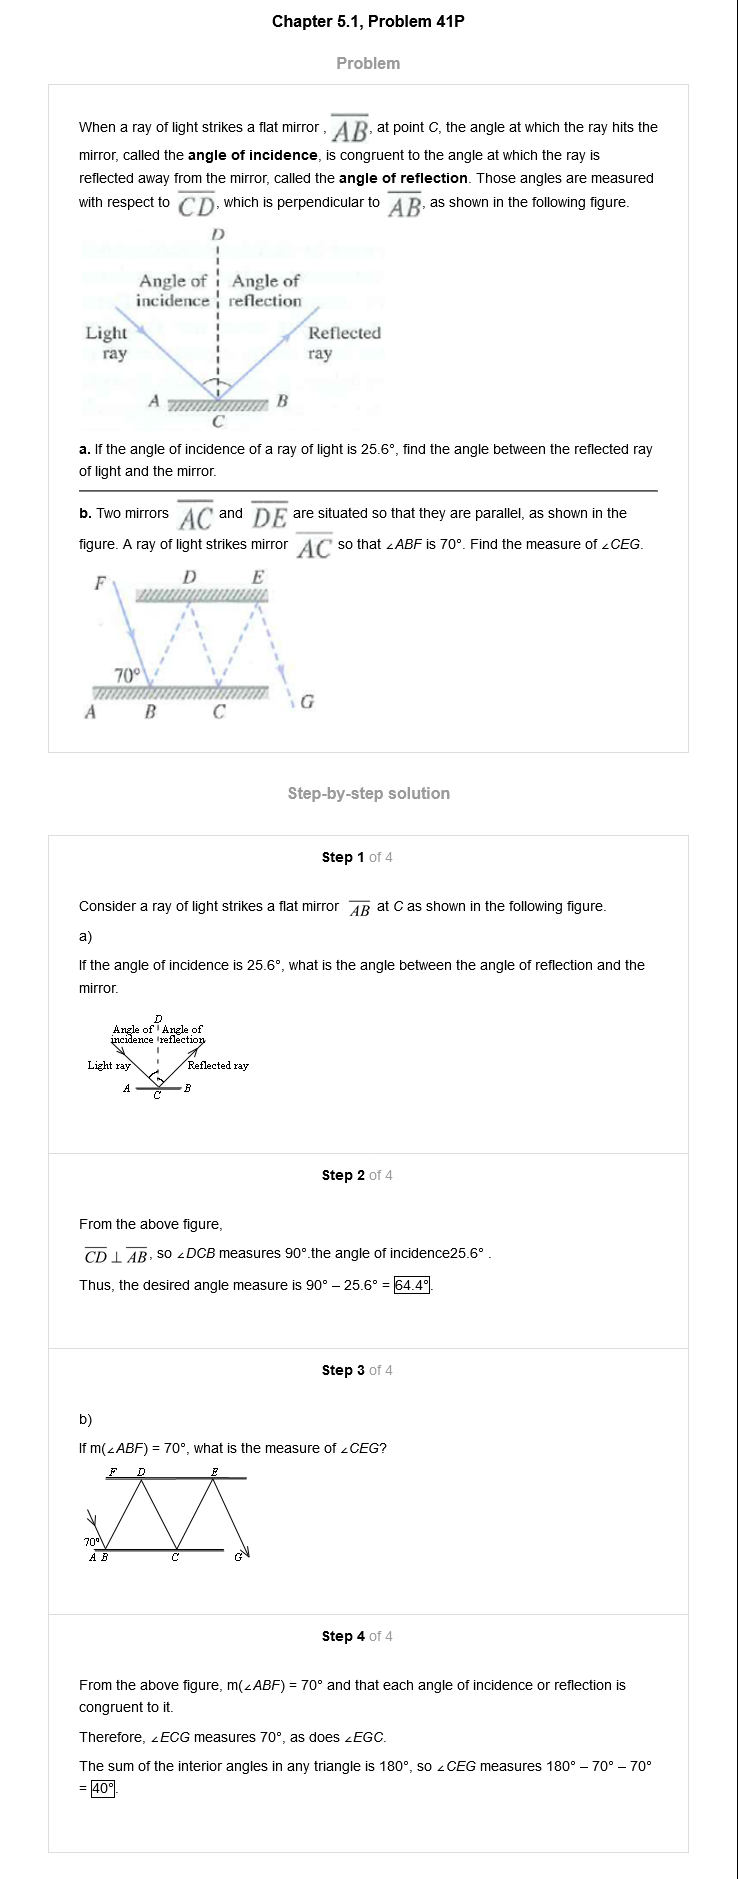 Chapter 5.1, Problem 41P
Problem
When a ray of light strikes a flat mirror , AB, at point C, the angle at which the ray hits the
mirror, called the angle of incidence, is congruent to the angle at which the ray is
reflected away from the mirror, called the angle of reflection. Those angles are measured
with respect to CD, which is perpendicular to AB, as shown in the following figure.
D
Angle of Angle of
incidence reflection
Light Reflected
ray ray
A B
C
a. If the angle of incidence of a ray of light is 25.6°, find the angle between the reflected ray
of light and the mirror.
b. Two mirrors AC and DE are situated so that they are parallel, as shown in the
figure. A ray of light strikes mirror AC so that ∠ABF is 70°. Find the measure of ∠CEG.
F D E
70°
G
A B C
Step-by-step solution
Step 1 of 4
Consider a ray of light strikes a flat mirror AB at C as shown in the following figure.
a)
If the angle of incidence is 25.6°, what is the angle between the angle of reflection and the
mirror.
D
Angle of Angle of
incidence reflection
Light ray Reflected ray
A B
C
Step 2 of 4
From the above figure,
CD ⊥ AB, so ∠DCB measures 90°.the angle of incidence25.6° .
Thus, the desired angle measure is 90° – 25.6° = 64.4°.
Step 3 of 4
b)
If m(∠ABF) = 70°, what is the measure of ∠CEG?
F D E
70°
A B C G
Step 4 of 4
From the above figure, m(∠ABF) = 70° and that each angle of incidence or reflection is
congruent to it.
Therefore, ∠ECG measures 70°, as does ∠EGC.
The sum of the interior angles in any triangle is 180°, so ∠CEG measures 180° – 70° – 70°
= 40°.